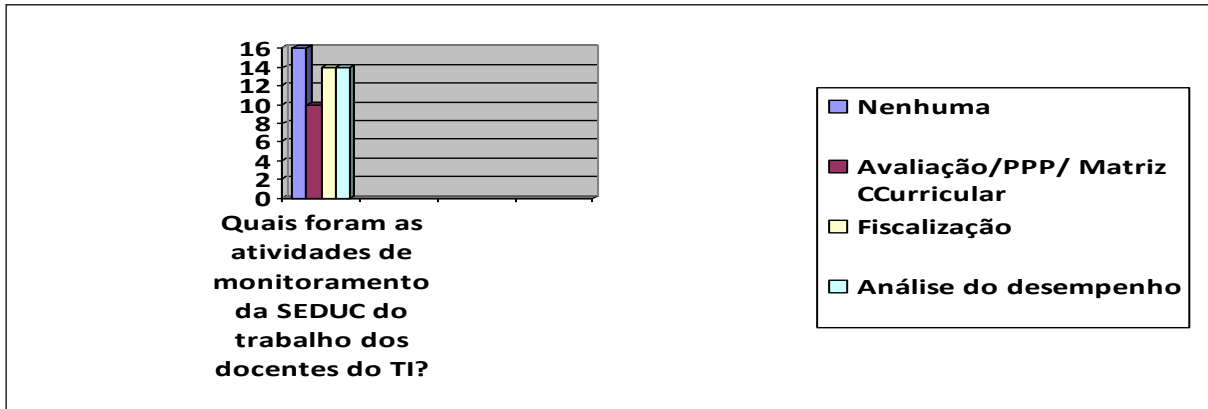 16
14
12
10
8
6
4
2
0
Quais foram as
atividades de
monitoramento
da SEDUC do
trabalho dos
docentes do TI?
Nenhuma
Avaliação/PPP/ Matriz
CCurricular
Fiscalização
Análise do desempenho